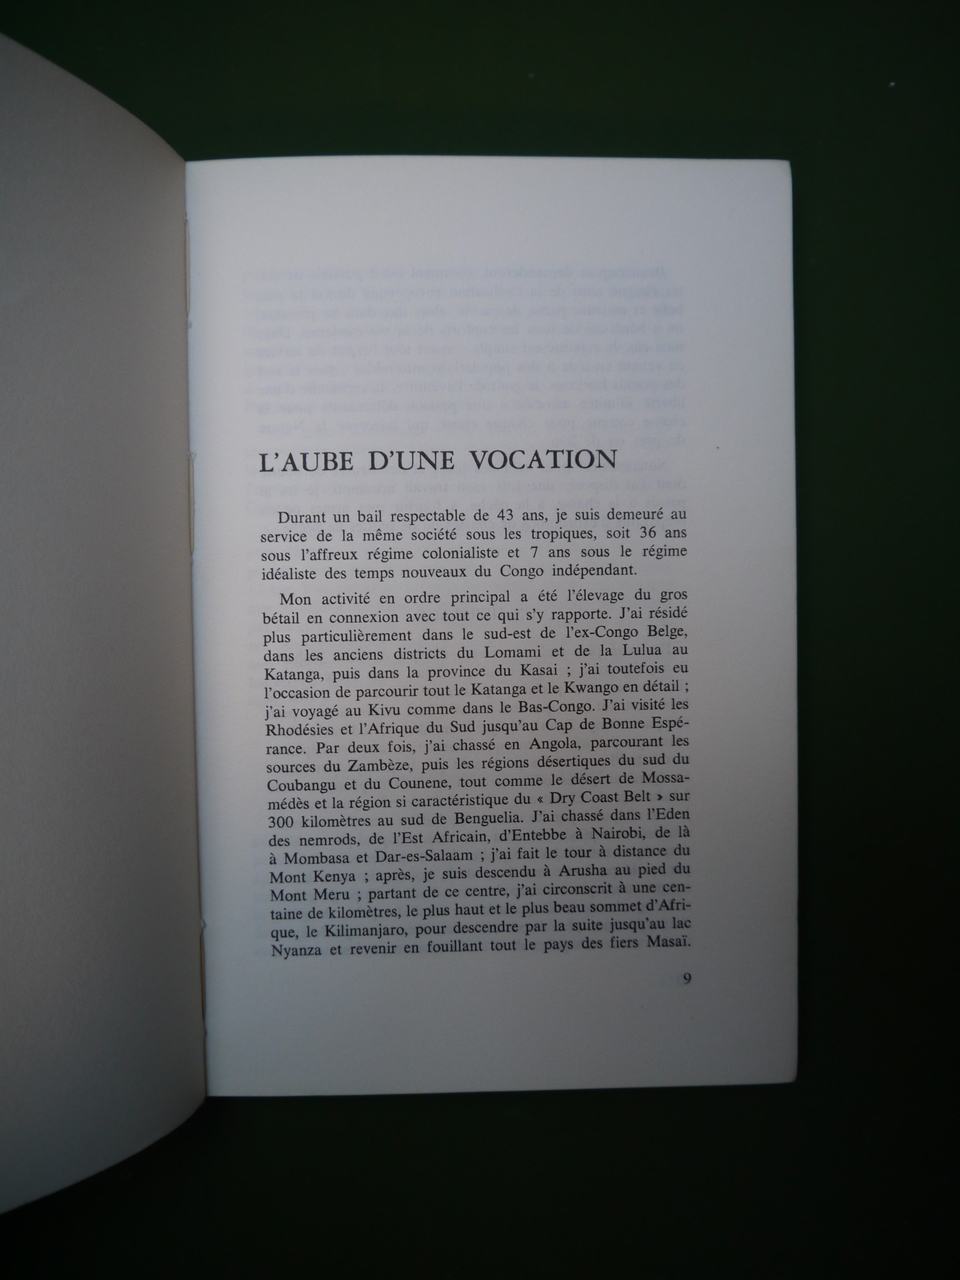 L'AUBE D'UNE VOCATION
Durant un bail respectable de 43 ans, je suis demeuré au
service de la même société sous les tropiques, soit 36 ans
sous l'affreux régime colonialiste et 7 ans sous le régime
idéaliste des temps nouveaux du Congo indépendant.
Mon activité en ordre principal a été l'élevage du gros
bétail en connexion avec tout ce qui s'y rapporte. J'ai résidé
plus particulièrement dans le sud-est de l'ex-Congo Belge,
dans les anciens districts du Lomami et de la Lulua au
Katanga, puis dans la province du Kasai ; j'ai toutefois eu
l'occasion de parcourir tout le Katanga et le Kwango en détail ;
j'ai voyagé au Kivu comme dans le Bas-Congo. J'ai visité les
Rhodésies et l'Afrique du Sud jusqu'au Cap de Bonne Espé-
rance. Par deux fois, j'ai chassé en Angola, parcourant les
sources du Zambèze, puis les régions désertiques du sud du
Coubangu et du Counene, tout comme le désert de Mossa-
médès et la région si caractéristique du « Dry Coast Belt » sur
300 kilomètres au sud de Benguelia. J'ai chassé dans l'Eden
des nemrods, de l'Est Africain, d'Entebbe à Nairobi, de là
à Mombasa et Dar-es-Salaam ; j'ai fait le tour à distance du
Mont Kenya ; après, je suis descendu à Arusha au pied du
Mont Meru ; partant de ce centre, j'ai circonscrit à une cen-
taine de kilomètres, le plus haut et le plus beau sommet d'Afri-
que, le Kilimanjaro, pour descendre par la suite jusqu'au lac
Nyanza et revenir en fouillant tout le pays des fiers Masaï.
9